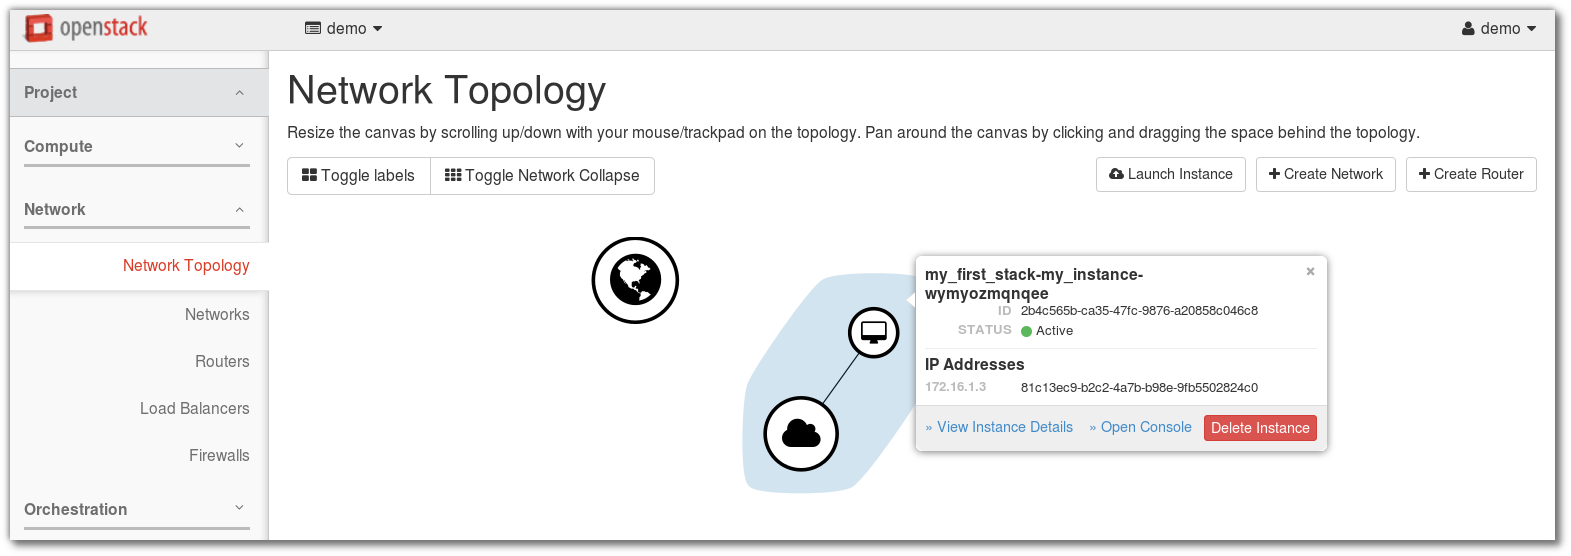 openstack
demo
demo
Project
Compute
Network
Network Topology
Networks
Routers
Load Balancers
Firewalls
Orchestration
Network Topology
Resize the canvas by scrolling up/down with your mouse/trackpad on the topology. Pan around the canvas by clicking and dragging the space behind the topology.
Toggle labels
Toggle Network Collapse
Launch Instance
+ Create Network
+ Create Router
my_first_stack-my_instance-
wymyozmqnqee
×
ID 2b4c565b-ca35-47fc-9876-a20858c046c8
STATUS Active
IP Addresses
172.16.1.3 81c13ec9-b2c2-4a7b-b98e-9fb5502824c0
» View Instance Details » Open Console Delete Instance